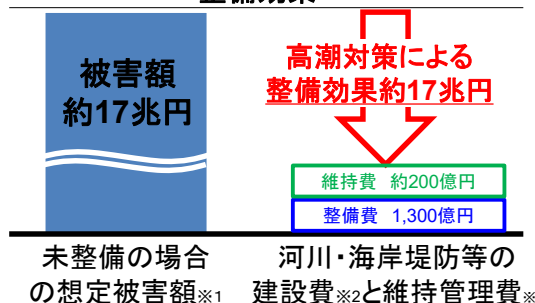 被害額
約17兆円
高潮対策による
整備効果約17兆円
維持費 約200億円
整備費 1,300億円
未整備の場合
の想定被害額※1
河川・海岸堤防等の
建設費※2と維持管理費※